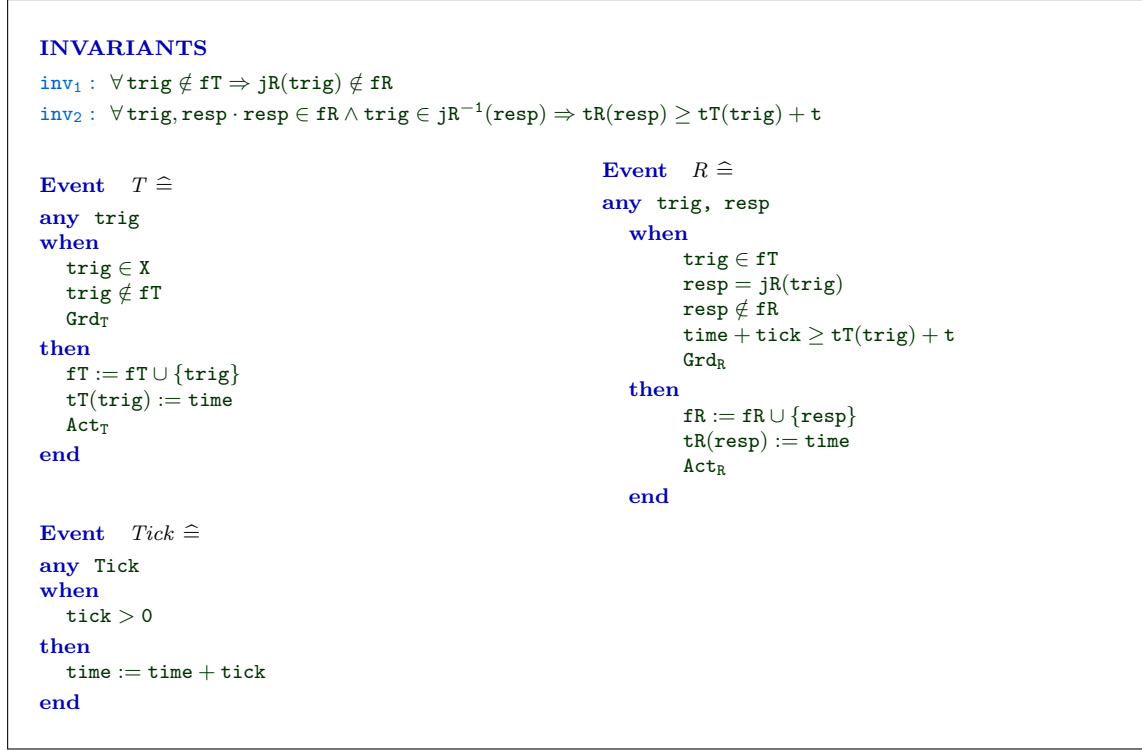 INVARIANTS
inv₁ : ∀ trig ∉ fT ⇒ jR(trig) ∉ fR
inv₂ : ∀ trig, resp · resp ∈ fR ∧ trig ∈ jR⁻¹(resp) ⇒ tR(resp) ≥ tT(trig) + t
Event T ≙
any trig
when
trig ∈ X
trig ∉ fT
Grd_T
then
fT := fT ∪ {trig}
tT(trig) := time
Act_T
end
Event R ≙
any trig, resp
when
trig ∈ fT
resp = jR(trig)
resp ∉ fR
time + tick ≥ tT(trig) + t
Grd_R
then
fR := fR ∪ {resp}
tR(resp) := time
Act_R
end
Event Tick ≙
any Tick
when
tick > 0
then
time := time + tick
end